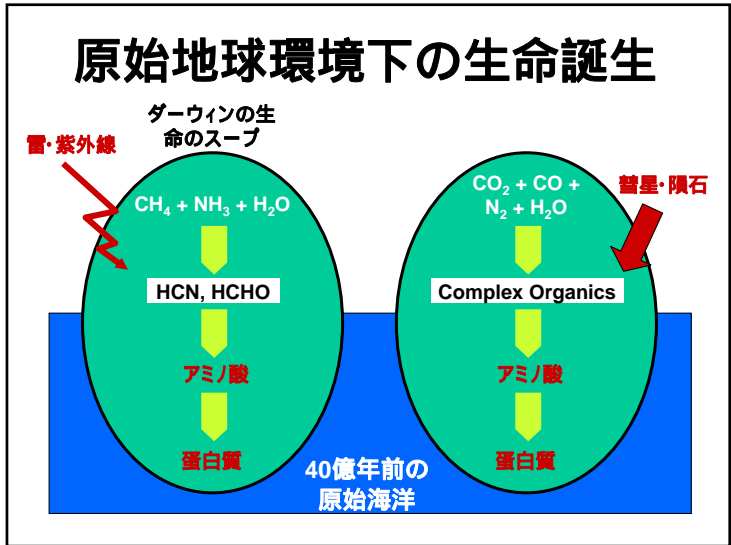 原始地球環境下の生命誕生
ダーウィンの生
命のスープ
雷・紫外線
CH₄ + NH₃ + H₂O
HCN, HCHO
アミノ酸
蛋白質
CO₂ + CO +
N₂ + H₂O
彗星・隕石
Complex Organics
アミノ酸
蛋白質
40億年前の
原始海洋